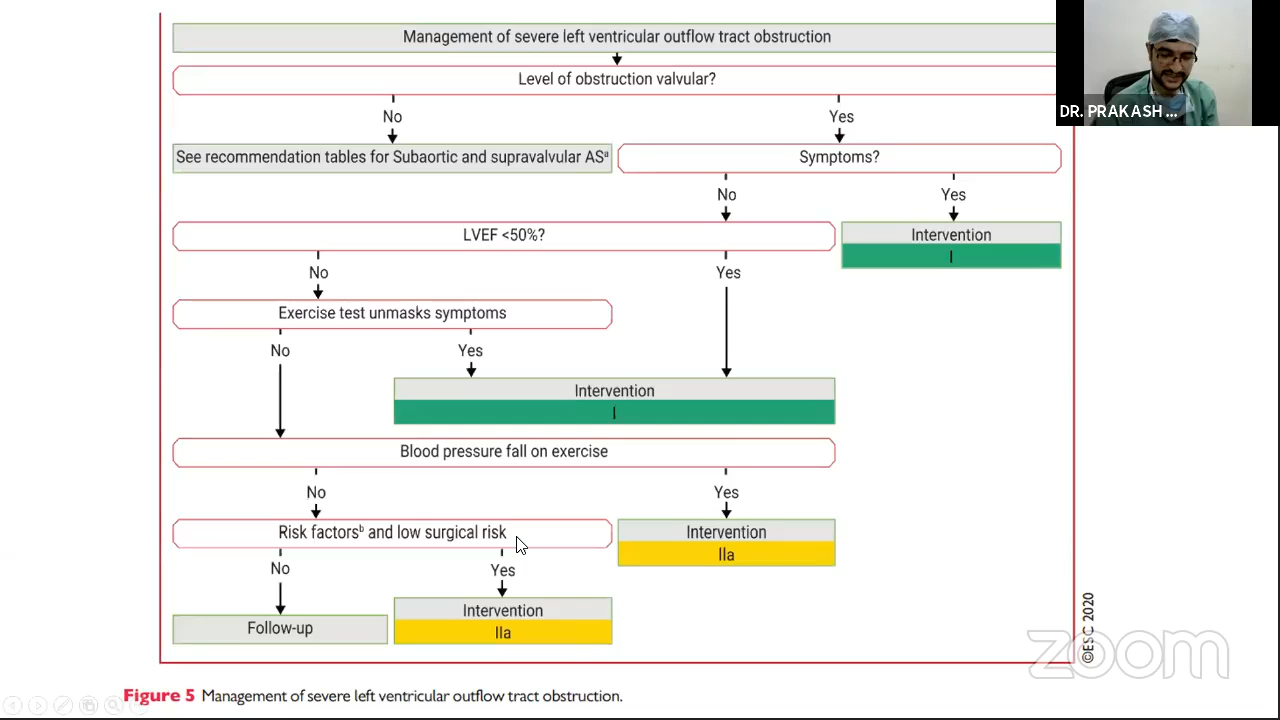 Management of severe left ventricular outflow tract obstruction
DR. PRAKASH ...
Level of obstruction valvular?
No
Yes
See recommendation tables for Subaortic and supravalvular ASᵃ
Symptoms?
No
Yes
LVEF <50%?
Intervention
I
No
Yes
Exercise test unmasks symptoms
No
Yes
Intervention
I
Blood pressure fall on exercise
No
Yes
Risk factorsᵇ and low surgical risk
Intervention
IIa
No
Yes
Follow-up
Intervention
IIa
©ESC 2020
zoom
Figure 5 Management of severe left ventricular outflow tract obstruction.